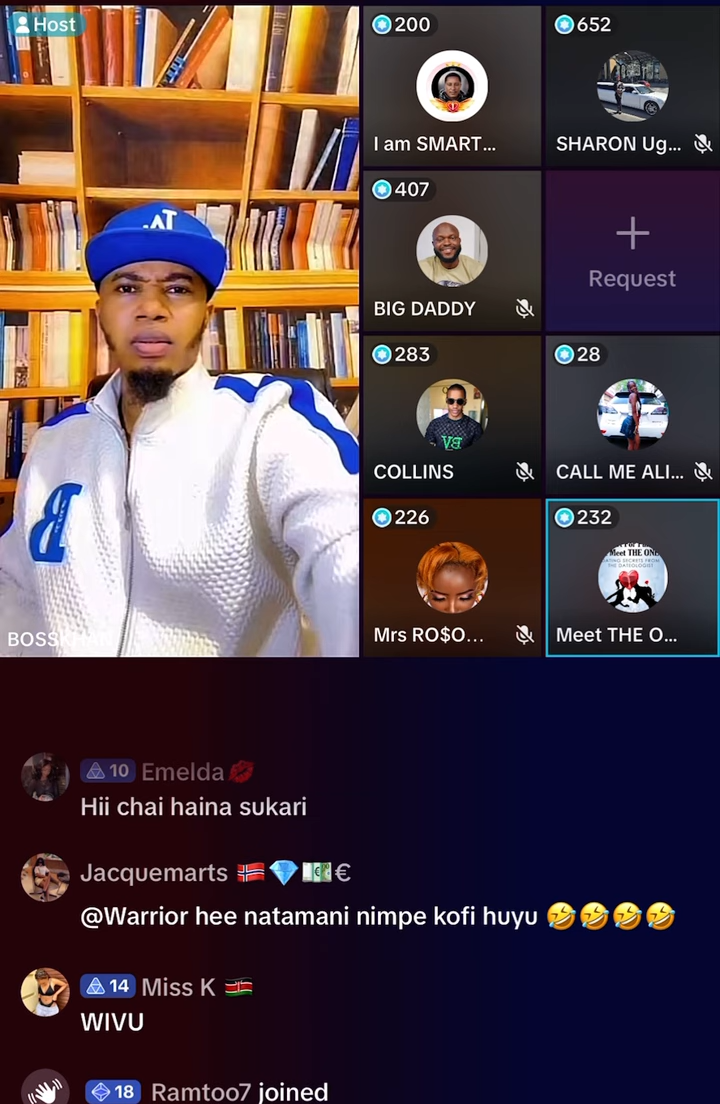 Host
200
I am SMART...
652
SHARON Ug...
407
BIG DADDY
Request
283
COLLINS
28
CALL ME ALI...
226
Mrs RO$O...
232
Meet THE ONE
Meet THE O...
BOSS
10 Emelda💋
Hii chai haina sukari
Jacquemarts 🇳🇴💎💶€
@Warrior hee natamani nimpe kofi huyu 🤣🤣🤣🤣
14 Miss K 🇰🇪
WIVU
18 Ramtoo7 joined